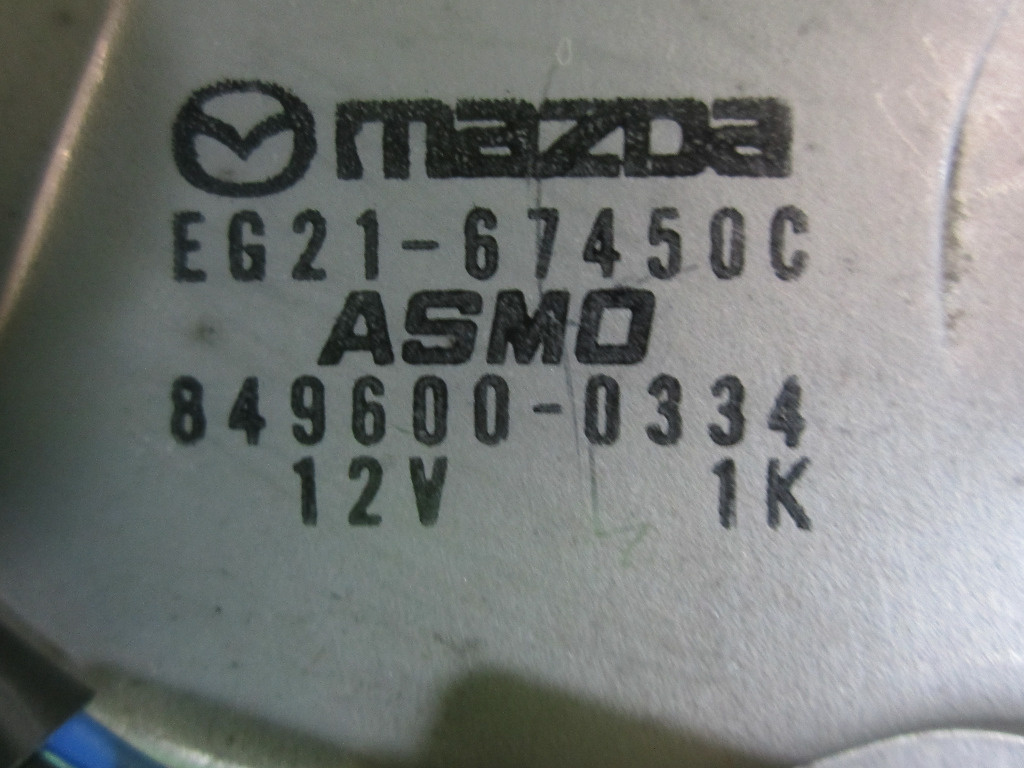 mazda
EG21-67450C
ASMO
849600-0334
12V 1K